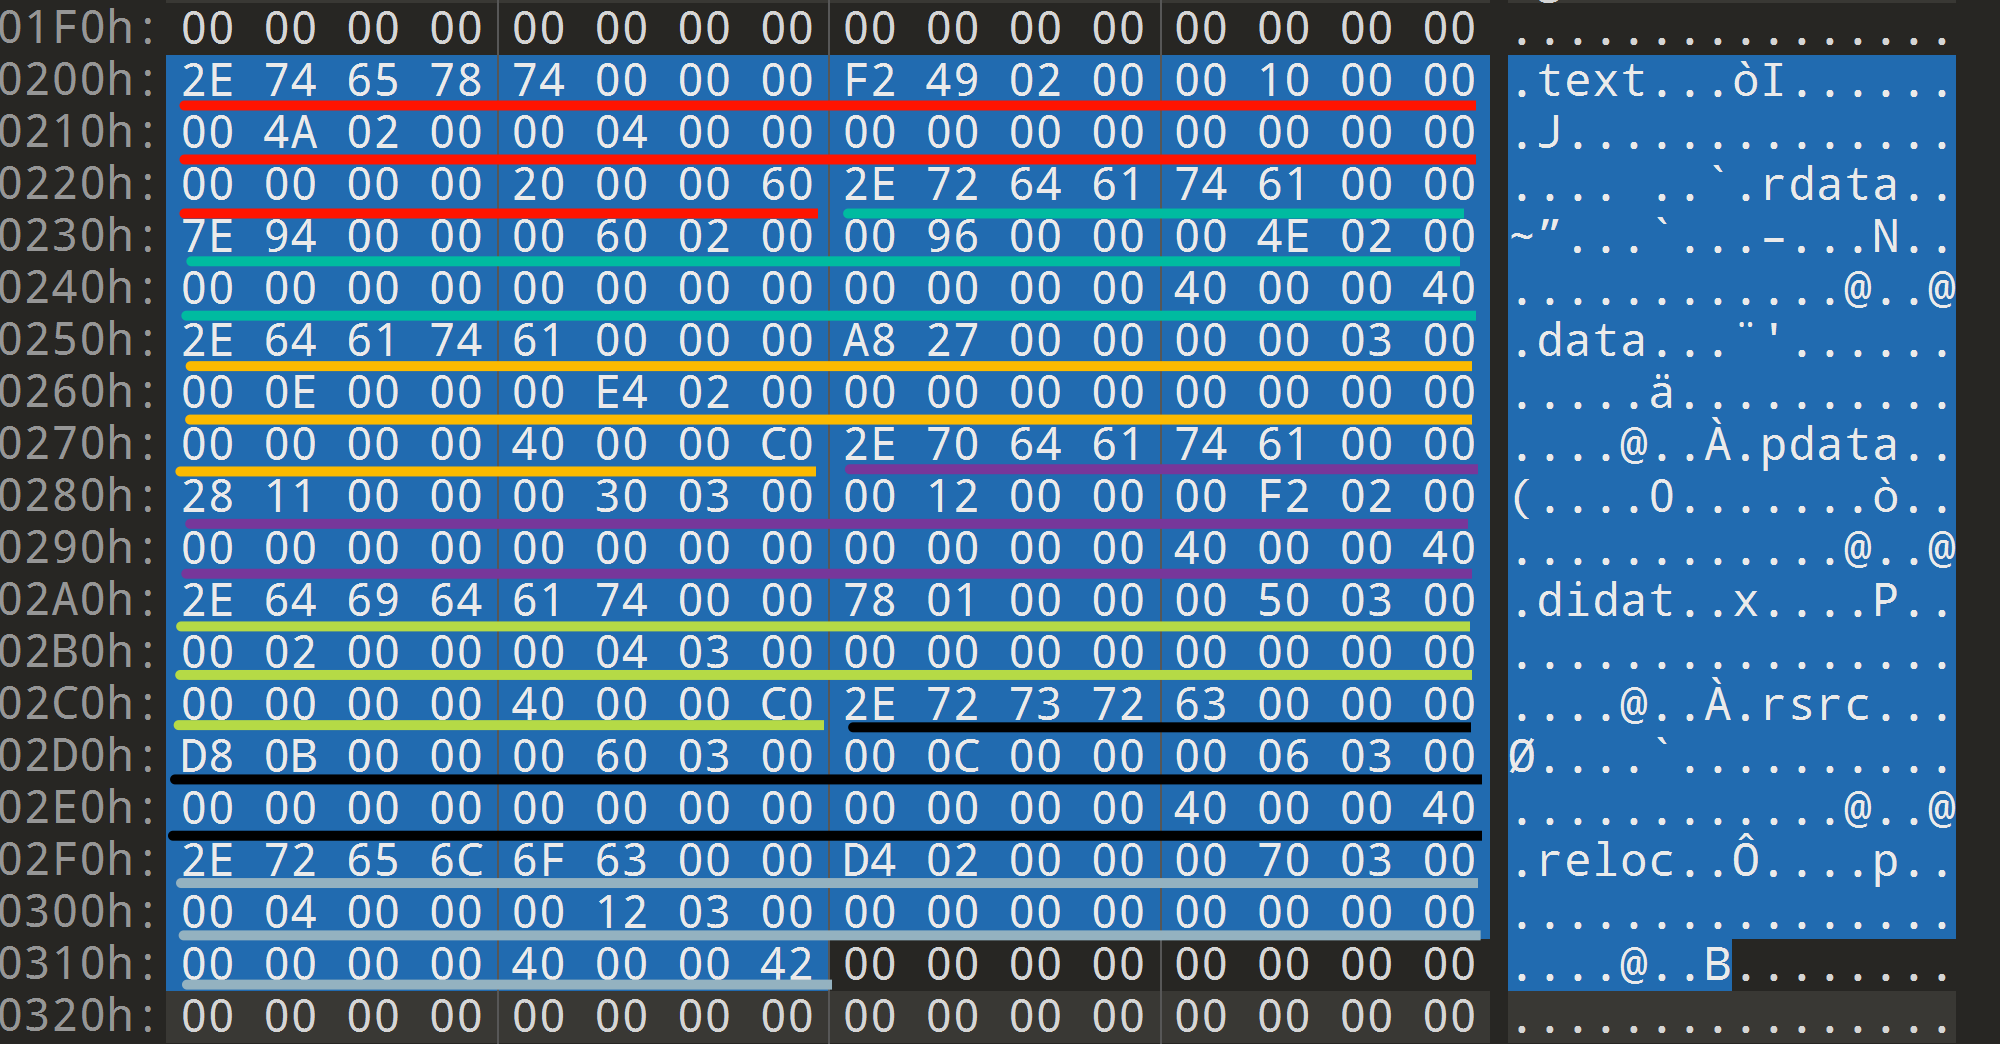 01F0h: 00 00 00 00 00 00 00 00 00 00 00 00 00 00 00 00 ................
0200h: 2E 74 65 78 74 00 00 00 F2 49 02 00 00 10 00 00 .text...òI......
0210h: 00 4A 02 00 00 04 00 00 00 00 00 00 00 00 00 00 .J..............
0220h: 00 00 00 00 20 00 00 60 2E 72 64 61 74 61 00 00 .... ..`.rdata..
0230h: 7E 94 00 00 00 60 02 00 00 96 00 00 00 4E 02 00 ~”...`...–...N..
0240h: 00 00 00 00 00 00 00 00 00 00 00 00 40 00 00 40 ............@..@
0250h: 2E 64 61 74 61 00 00 00 A8 27 00 00 00 00 03 00 .data...¨'......
0260h: 00 0E 00 00 00 E4 02 00 00 00 00 00 00 00 00 00 .....ä..........
0270h: 00 00 00 00 40 00 00 C0 2E 70 64 61 74 61 00 00 ....@..À.pdata..
0280h: 28 11 00 00 00 30 03 00 00 12 00 00 00 F2 02 00 (....0.......ò..
0290h: 00 00 00 00 00 00 00 00 00 00 00 00 40 00 00 40 ............@..@
02A0h: 2E 64 69 64 61 74 00 00 78 01 00 00 00 50 03 00 .didat..x....P..
02B0h: 00 02 00 00 00 04 03 00 00 00 00 00 00 00 00 00 ................
02C0h: 00 00 00 00 40 00 00 C0 2E 72 73 72 63 00 00 00 ....@..À.rsrc...
02D0h: D8 0B 00 00 00 60 03 00 00 0C 00 00 00 06 03 00 Ø....`..........
02E0h: 00 00 00 00 00 00 00 00 00 00 00 00 40 00 00 40 ............@..@
02F0h: 2E 72 65 6C 6F 63 00 00 D4 02 00 00 00 70 03 00 .reloc..Ô....p..
0300h: 00 04 00 00 00 12 03 00 00 00 00 00 00 00 00 00 ................
0310h: 00 00 00 00 40 00 00 42 00 00 00 00 00 00 00 00 ....@..B........
0320h: 00 00 00 00 00 00 00 00 00 00 00 00 00 00 00 00 ................